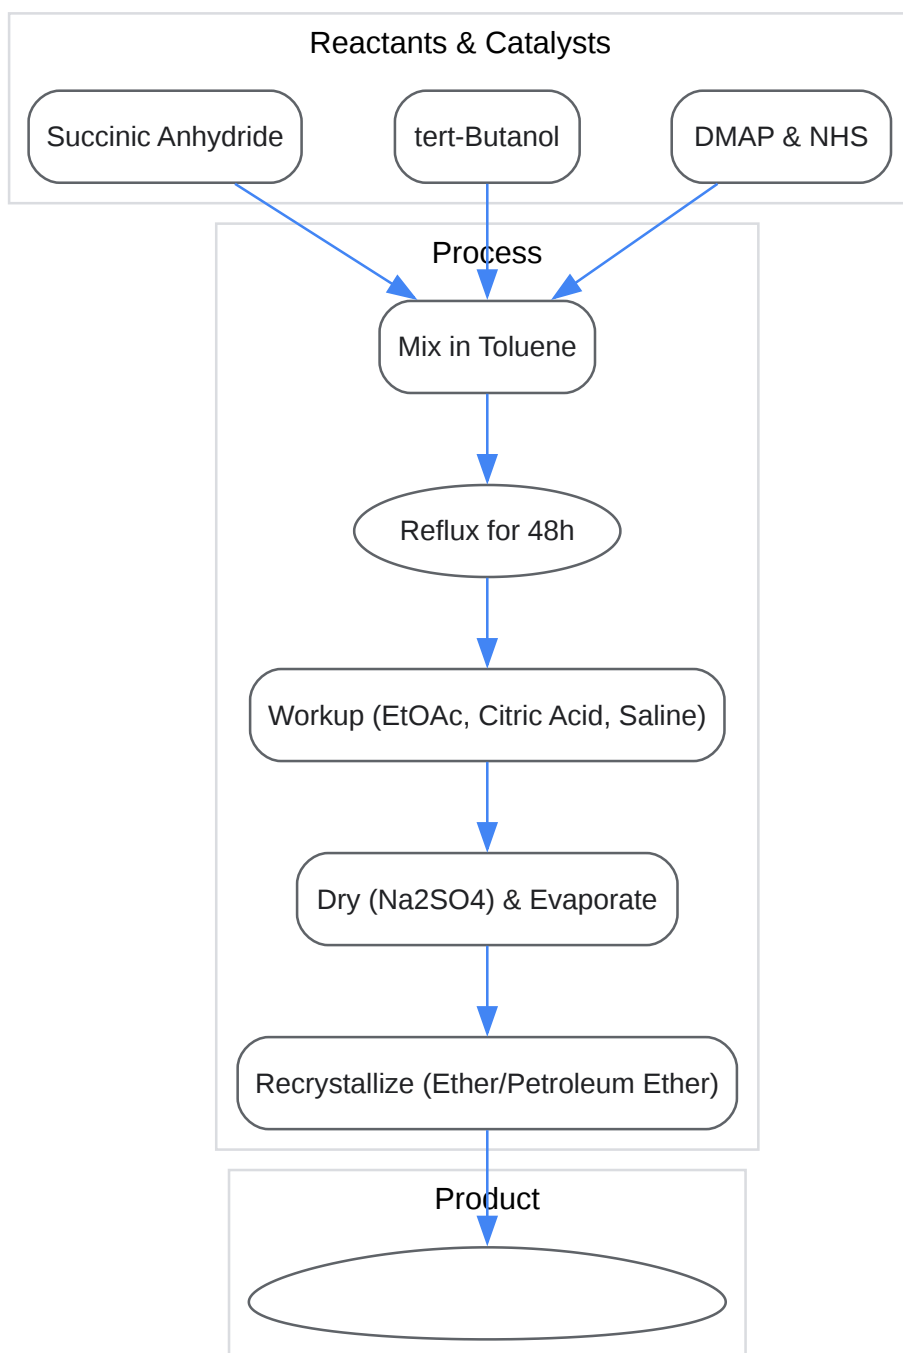 Reactants & Catalysts
Succinic Anhydride
tert-Butanol
DMAP & NHS
Process
Mix in Toluene
Reflux for 48h
Workup (EtOAc, Citric Acid, Saline)
Dry (Na2SO4) & Evaporate
Recrystallize (Ether/Petroleum Ether)
Product